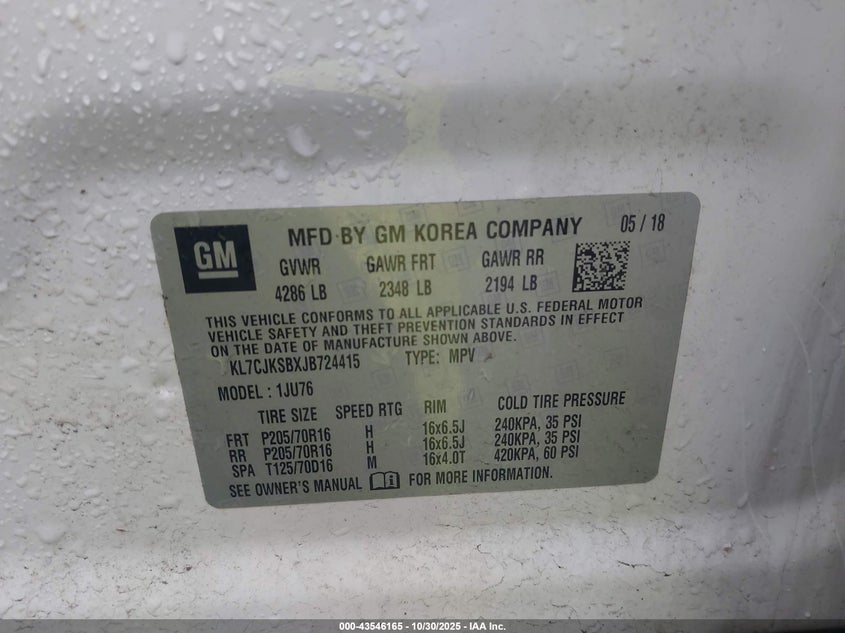 GM
MFD BY GM KOREA COMPANY 05 / 18
GVWR GAWR FRT GAWR RR
4286 LB 2348 LB 2194 LB
THIS VEHICLE CONFORMS TO ALL APPLICABLE U.S. FEDERAL MOTOR
VEHICLE SAFETY AND THEFT PREVENTION STANDARDS IN EFFECT
ON THE DATE OF MANUFACTURE SHOWN ABOVE.
KL7CJKSBXJB724415 TYPE: MPV
MODEL : 1JU76
TIRE SIZE SPEED RTG RIM COLD TIRE PRESSURE
FRT P205/70R16 H 16x6.5J 240KPA, 35 PSI
RR P205/70R16 H 16x6.5J 240KPA, 35 PSI
SPA T125/70D16 M 16x4.0T 420KPA, 60 PSI
SEE OWNER'S MANUAL FOR MORE INFORMATION.
000-43546165 - 10/30/2025 - IAA Inc.